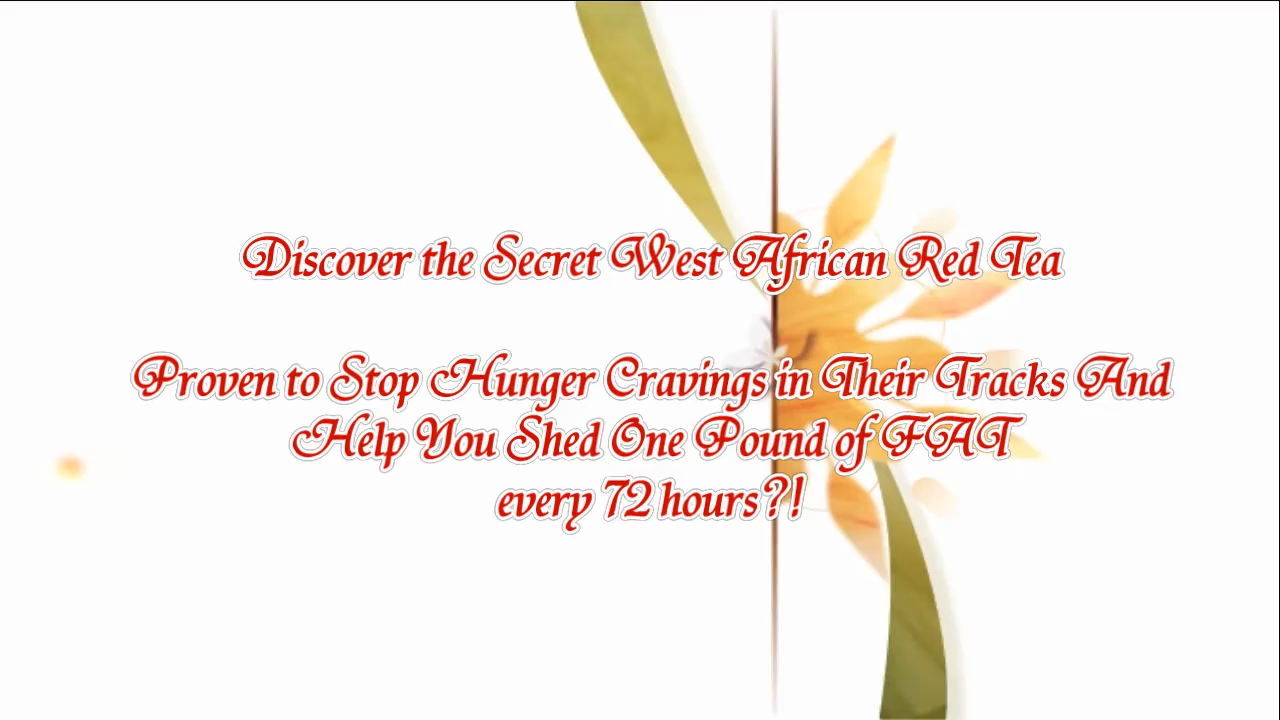 Discover the Secret West African Red Tea
Proven to Stop Hunger Cravings in Their Tracks And
Help You Shed One Pound of FAT
every 72 hours?!